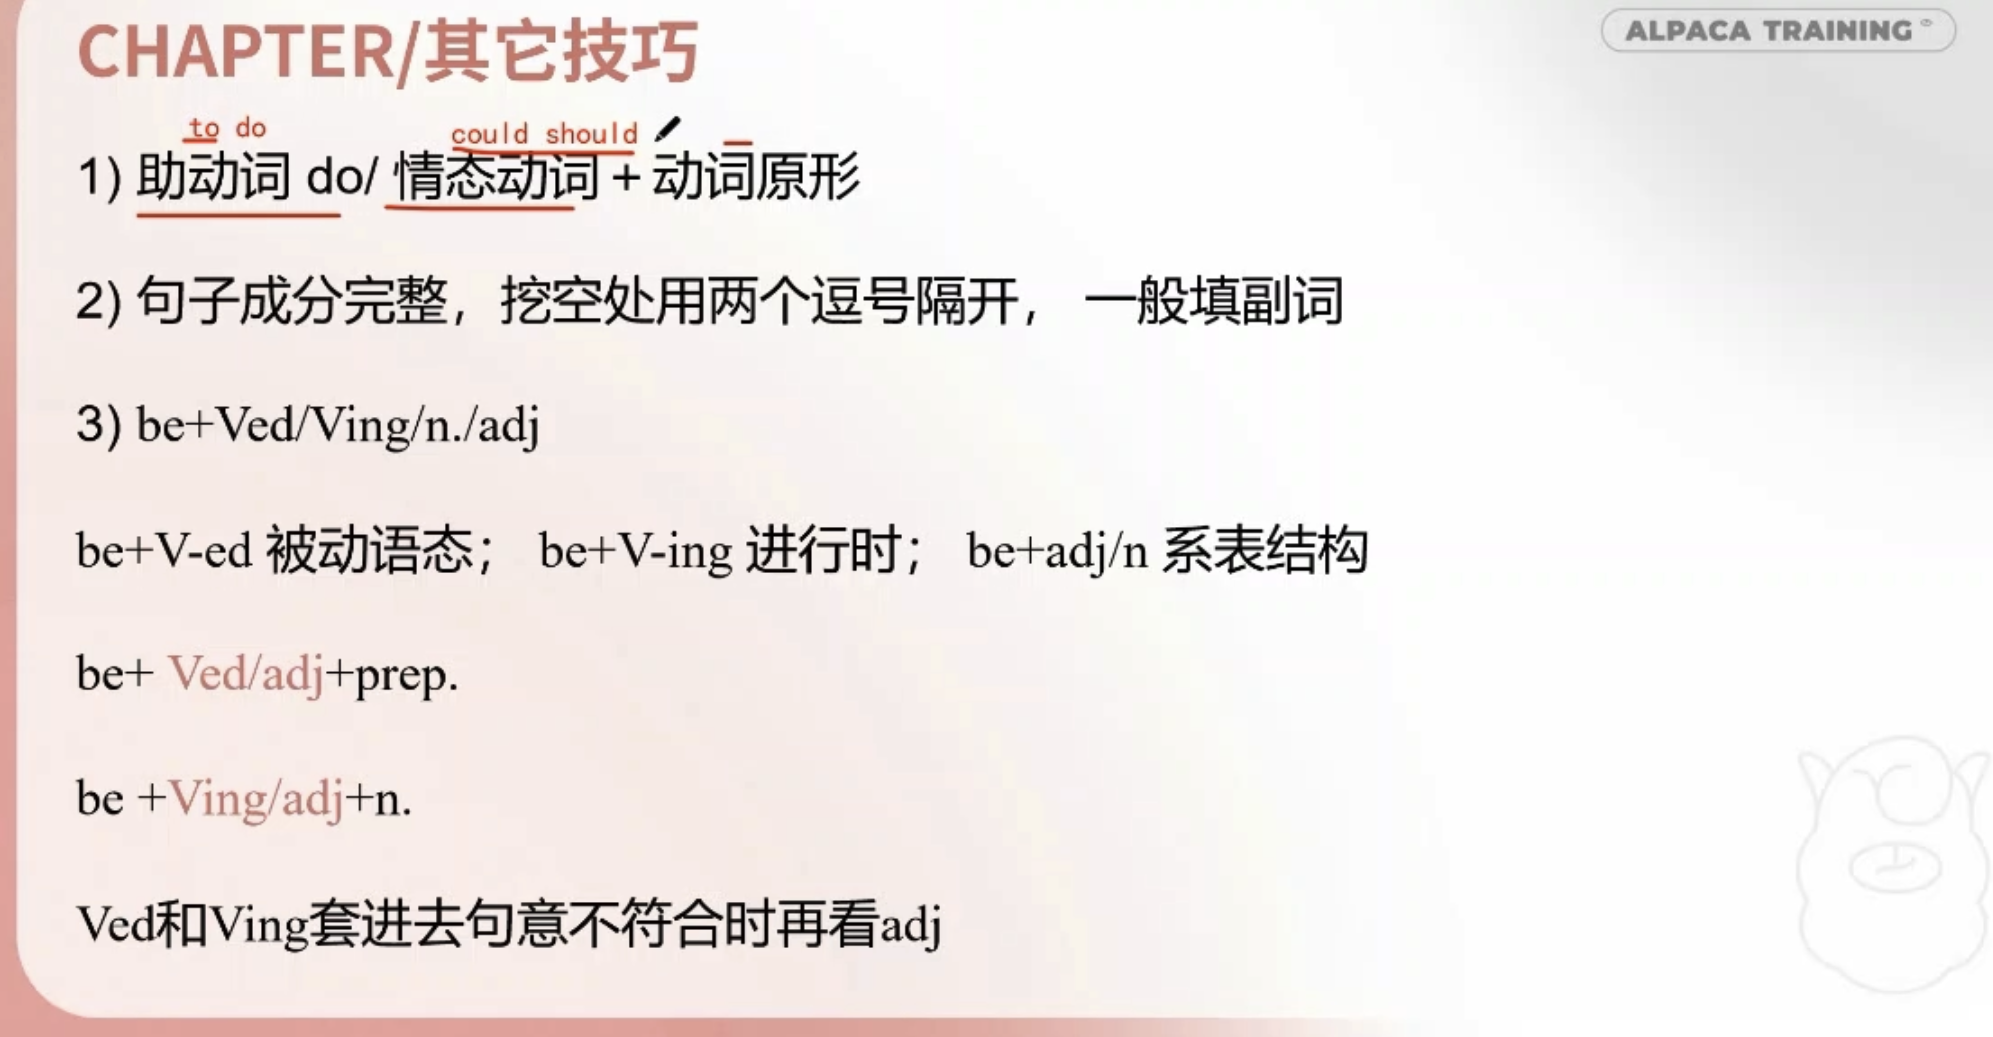 CHAPTER/其它技巧
ALPACA TRAINING
to do
could should
1) 助动词 do/ 情态动词 + 动词原形
2) 句子成分完整，挖空处用两个逗号隔开， 一般填副词
3) be+Ved/Ving/n./adj
be+V-ed 被动语态； be+V-ing 进行时； be+adj/n 系表结构
be+ Ved/adj+prep.
be +Ving/adj+n.
Ved和Ving套进去句意不符合时再看adj